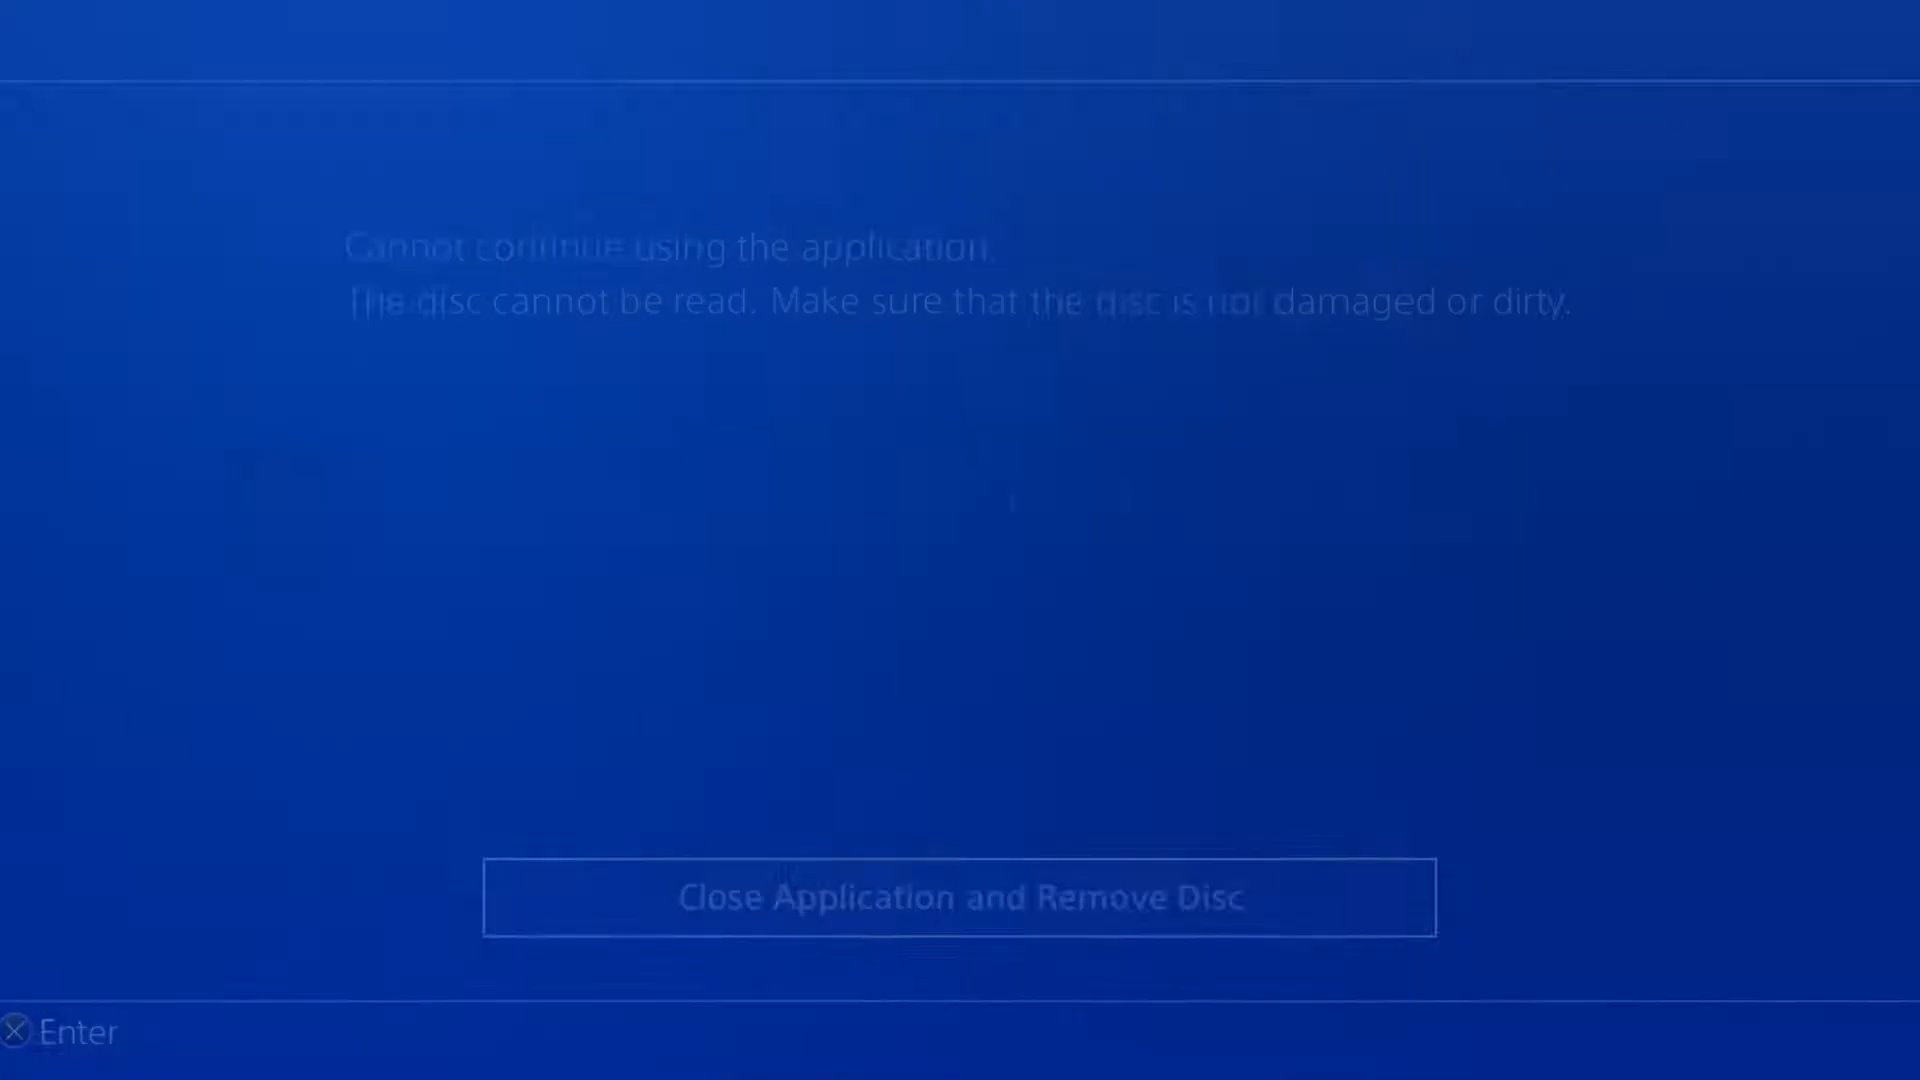 Cannot continue using the application.
The disc cannot be read. Make sure that the disc is not damaged or dirty.
Close Application and Remove Disc
Enter